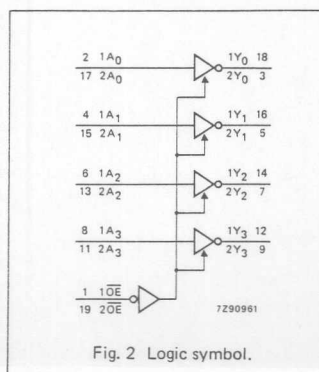 2 1A0 1Y0 18
17 2A0 2Y0 3
4 1A1 1Y1 16
15 2A1 2Y1 5
6 1A2 1Y2 14
13 2A2 2Y2 7
8 1A3 1Y3 12
11 2A3 2Y3 9
1 1O̅E̅
19 2O̅E̅
7Z90961
Fig. 2 Logic symbol.